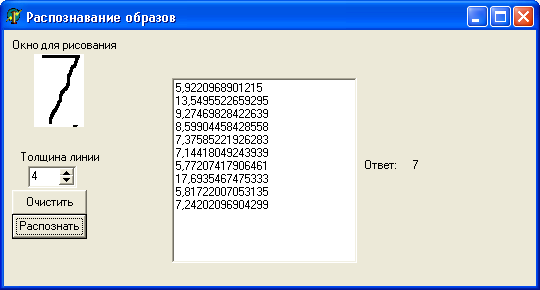 Распознавание образов
Окно для рисования
7
Толщина линии
4
Очистить
Распознать
5,9220968901215
13,5495522659295
9,27469828422639
8,59904458428558
7,37585221926283
7,14418049243939
5,77207417906461
17,6935467475333
5,81722007053135
7,24202096904299
Ответ: 7